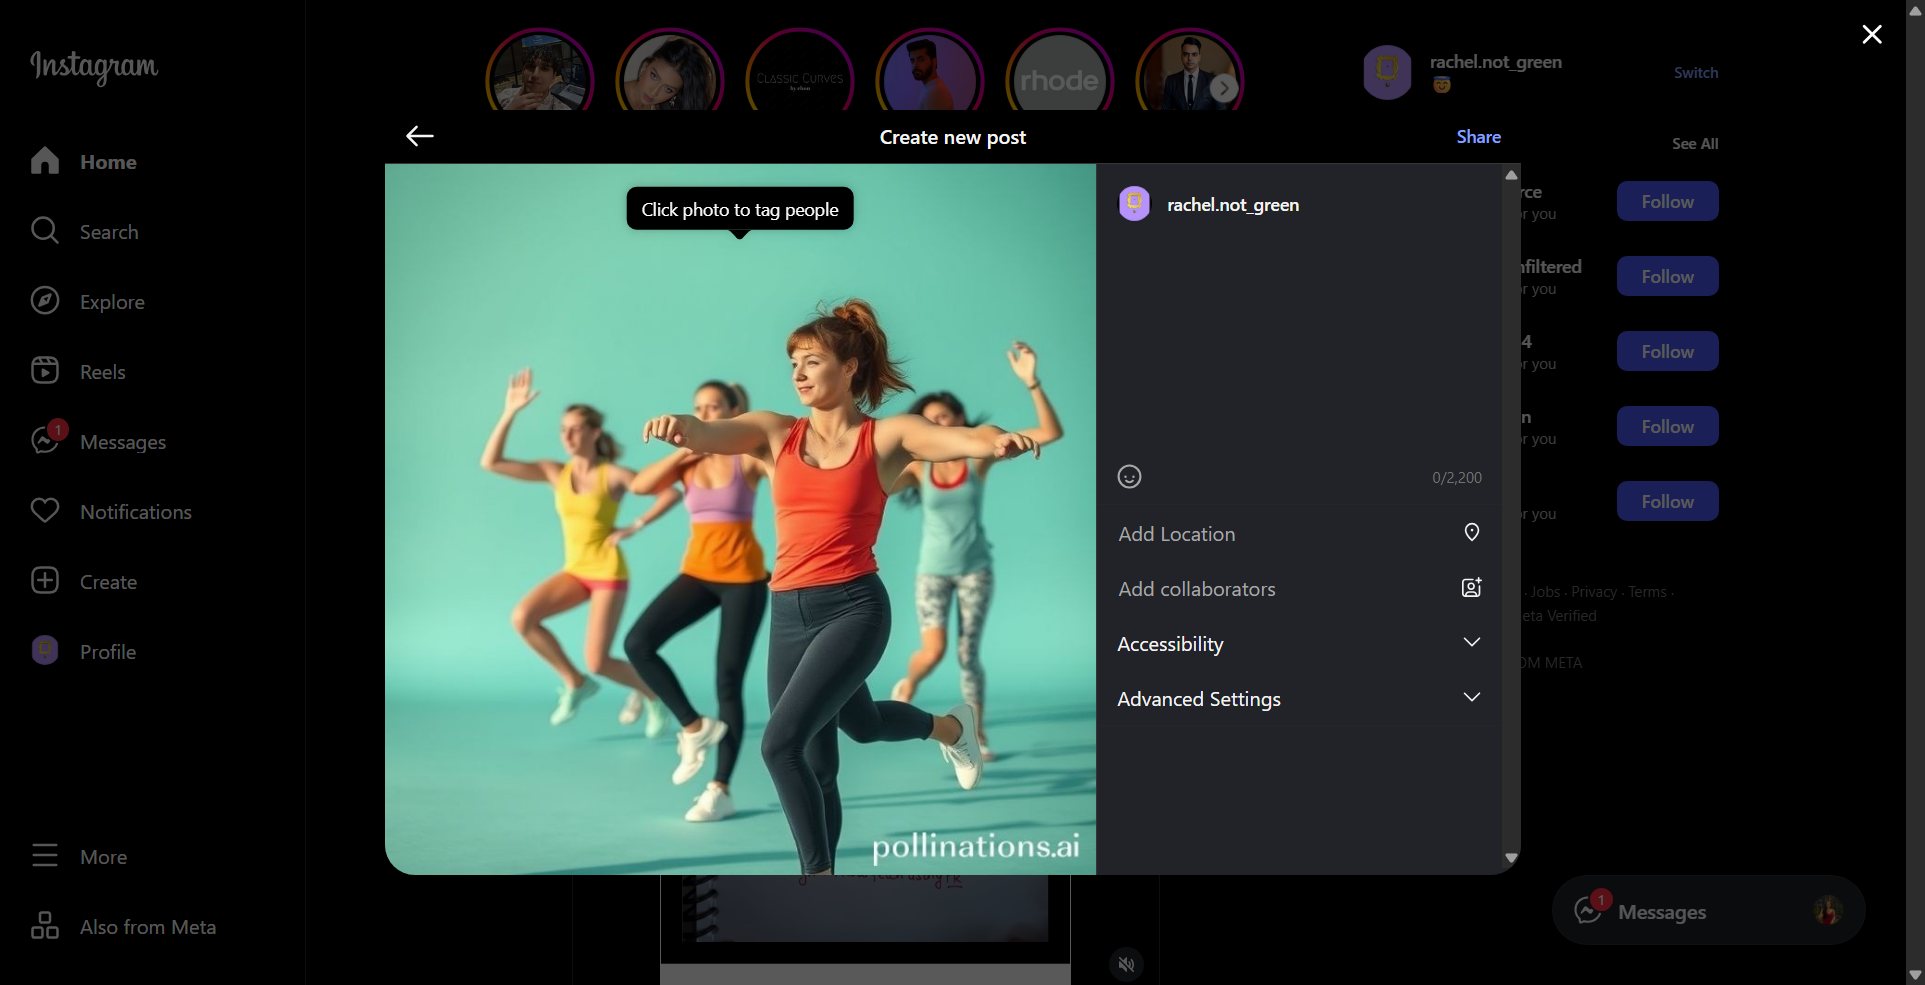 Instagram
Home
Search
Explore
Reels
1
Messages
Notifications
Create
Profile
More
Also from Meta
CLASSIC CURVES
rhode
rachel.not_green
Switch
See All
Create new post
Share
Click photo to tag people
pollinations.ai
rachel.not_green
0/2,200
Add Location
Add collaborators
Accessibility
Advanced Settings
rce
r you
Follow
nfiltered
or you
Follow
4
r you
Follow
n
r you
Follow
r you
Follow
· Jobs · Privacy · Terms ·
eta Verified
OM META
1
Messages